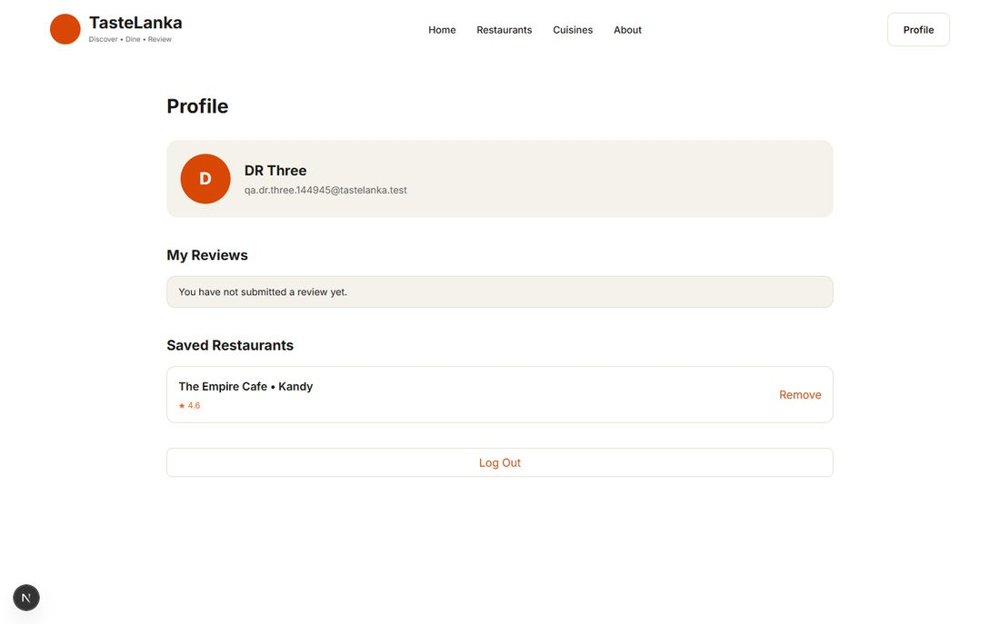 TasteLanka
Discover • Dine • Review
Home
Restaurants
Cuisines
About
Profile
Profile
D
DR Three
qa.dr.three.144945@tastelanka.test
My Reviews
You have not submitted a review yet.
Saved Restaurants
The Empire Cafe • Kandy
★ 4.6
Remove
Log Out
N